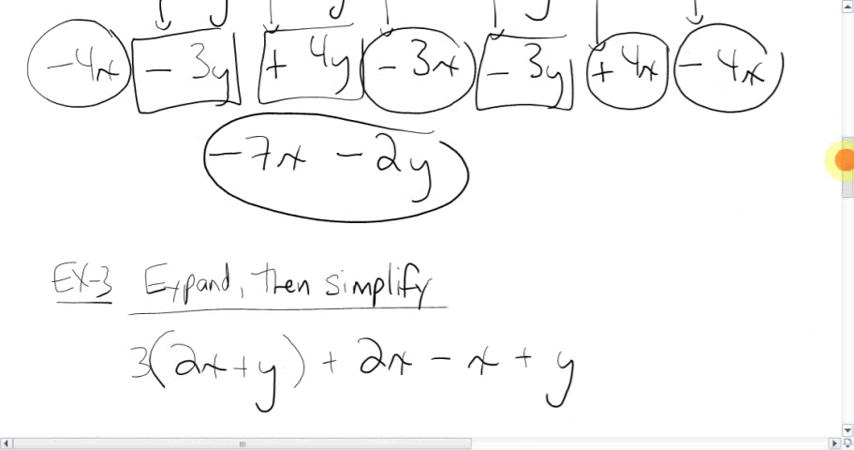 -4x - 3y + 4y - 3x - 3y + 4x - 4x
-7x - 2y
EX-3 Expand, then simplify
3(2x+y) + 2x - x + y